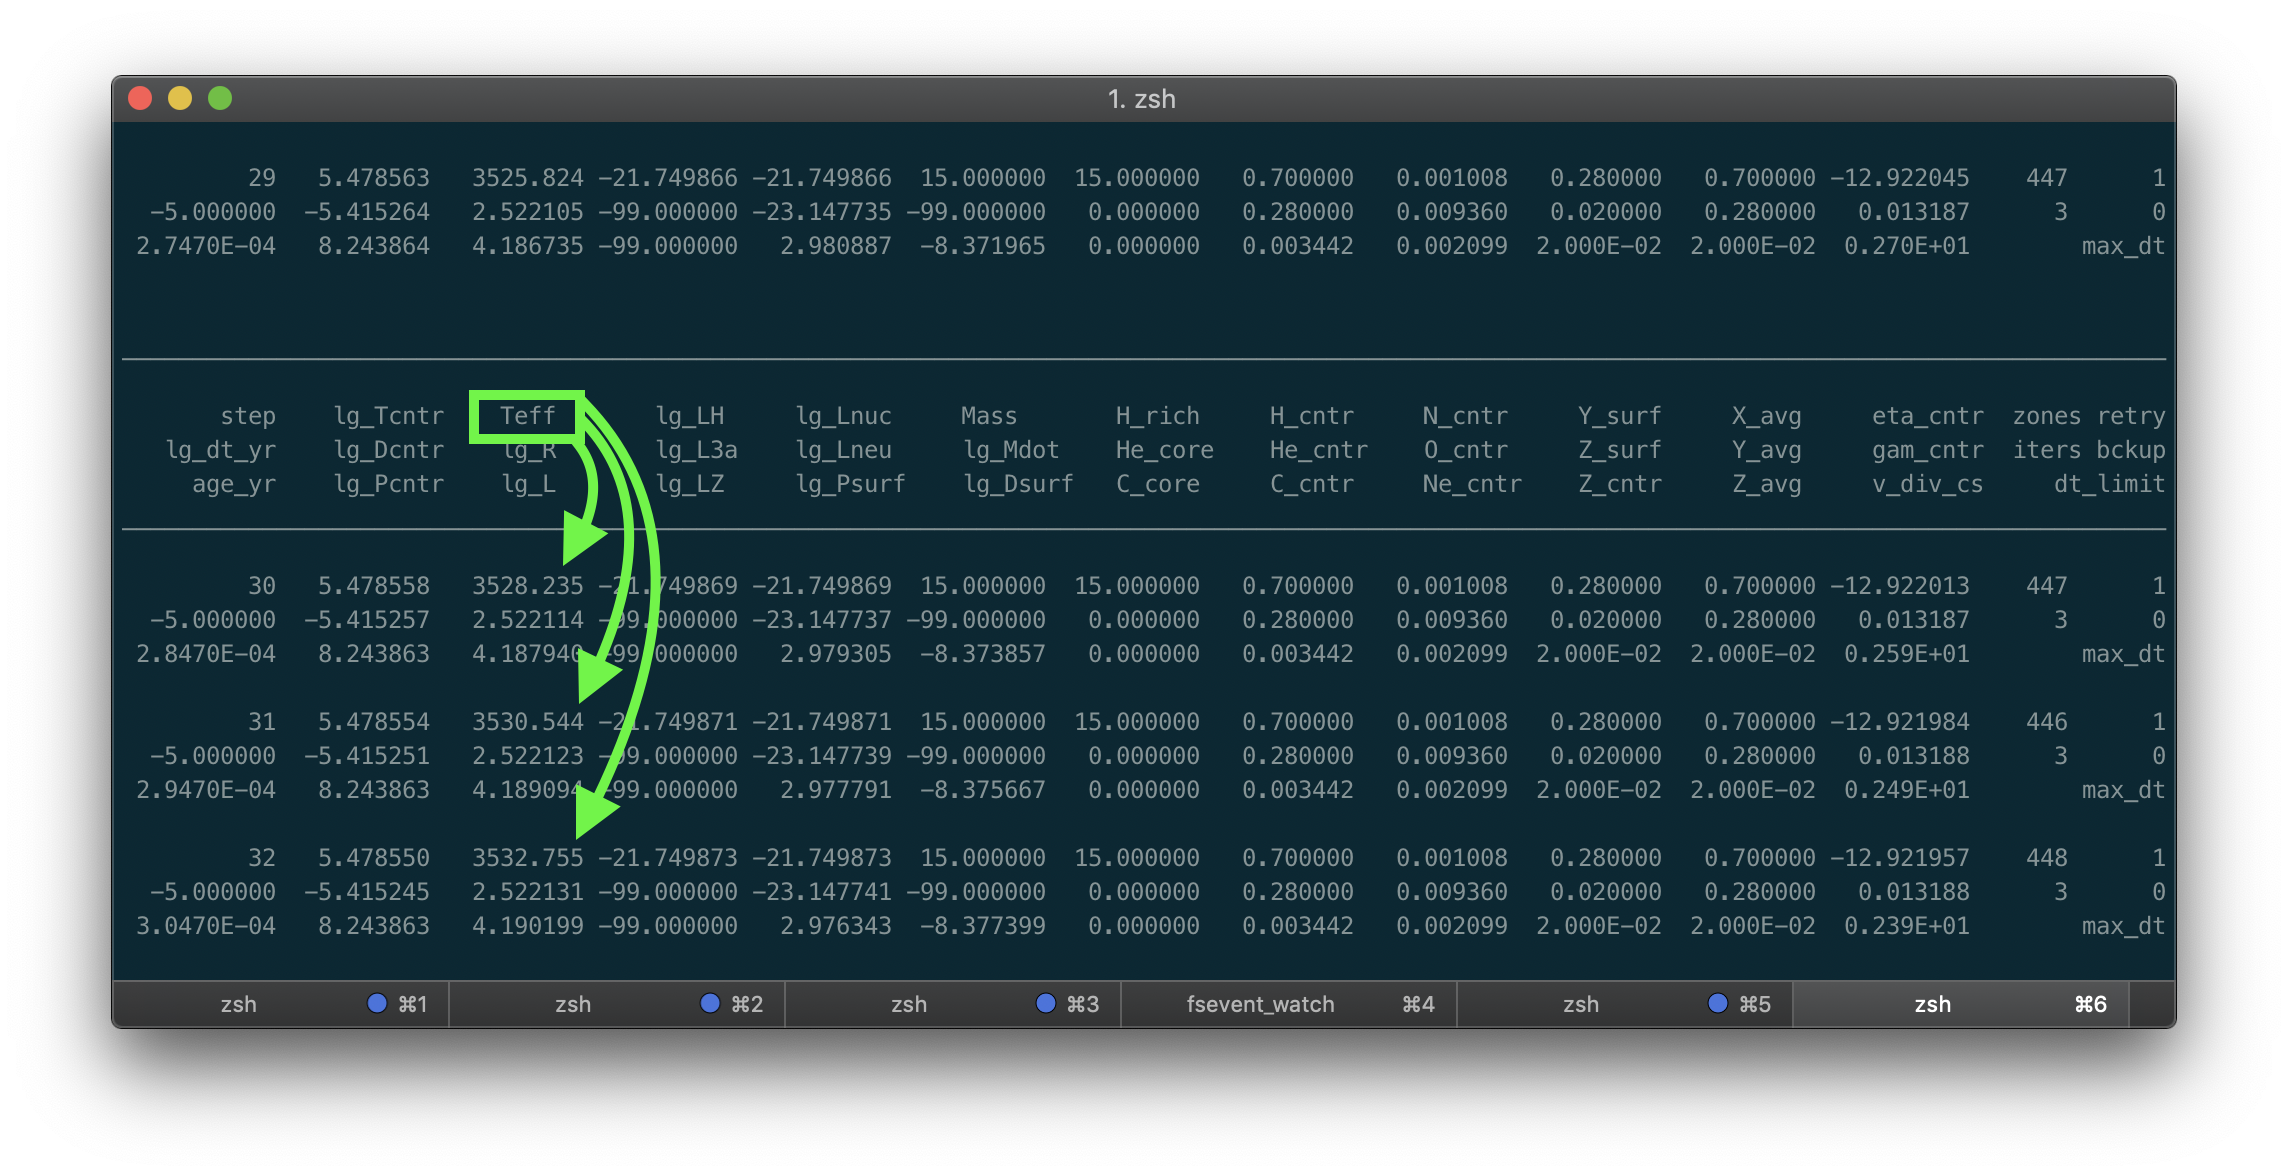 1. zsh
29 5.478563 3525.824 −21.749866 −21.749866 15.000000 15.000000 0.700000 0.001008 0.280000 0.700000 −12.922045 447 1
−5.000000 −5.415264 2.522105 −99.000000 −23.147735 −99.000000 0.000000 0.280000 0.009360 0.020000 0.280000 0.013187 3 0
2.7470E−04 8.243864 4.186735 −99.000000 2.980887 −8.371965 0.000000 0.003442 0.002099 2.000E−02 2.000E−02 0.270E+01 max_dt
step lg_Tcntr Teff lg_LH lg_Lnuc Mass H_rich H_cntr N_cntr Y_surf X_avg eta_cntr zones retry
lg_dt_yr lg_Dcntr lg_R lg_L3a lg_Lneu lg_Mdot He_core He_cntr O_cntr Z_surf Y_avg gam_cntr iters bckup
age_yr lg_Pcntr lg_L lg_LZ lg_Psurf lg_Dsurf C_core C_cntr Ne_cntr Z_cntr Z_avg v_div_cs dt_limit
30 5.478558 3528.235 −21.749869 −21.749869 15.000000 15.000000 0.700000 0.001008 0.280000 0.700000 −12.922013 447 1
−5.000000 −5.415257 2.522114 −99.000000 −23.147737 −99.000000 0.000000 0.280000 0.009360 0.020000 0.280000 0.013187 3 0
2.8470E−04 8.243863 4.187940 −99.000000 2.979305 −8.373857 0.000000 0.003442 0.002099 2.000E−02 2.000E−02 0.259E+01 max_dt
31 5.478554 3530.544 −21.749871 −21.749871 15.000000 15.000000 0.700000 0.001008 0.280000 0.700000 −12.921984 446 1
−5.000000 −5.415251 2.522123 −99.000000 −23.147739 −99.000000 0.000000 0.280000 0.009360 0.020000 0.280000 0.013188 3 0
2.9470E−04 8.243863 4.189094 −99.000000 2.977791 −8.375667 0.000000 0.003442 0.002099 2.000E−02 2.000E−02 0.249E+01 max_dt
32 5.478550 3532.755 −21.749873 −21.749873 15.000000 15.000000 0.700000 0.001008 0.280000 0.700000 −12.921957 448 1
−5.000000 −5.415245 2.522131 −99.000000 −23.147741 −99.000000 0.000000 0.280000 0.009360 0.020000 0.280000 0.013188 3 0
3.0470E−04 8.243863 4.190199 −99.000000 2.976343 −8.377399 0.000000 0.003442 0.002099 2.000E−02 2.000E−02 0.239E+01 max_dt
zsh ⌘1 zsh ⌘2 zsh ⌘3 fsevent_watch ⌘4 zsh ⌘5 zsh ⌘6